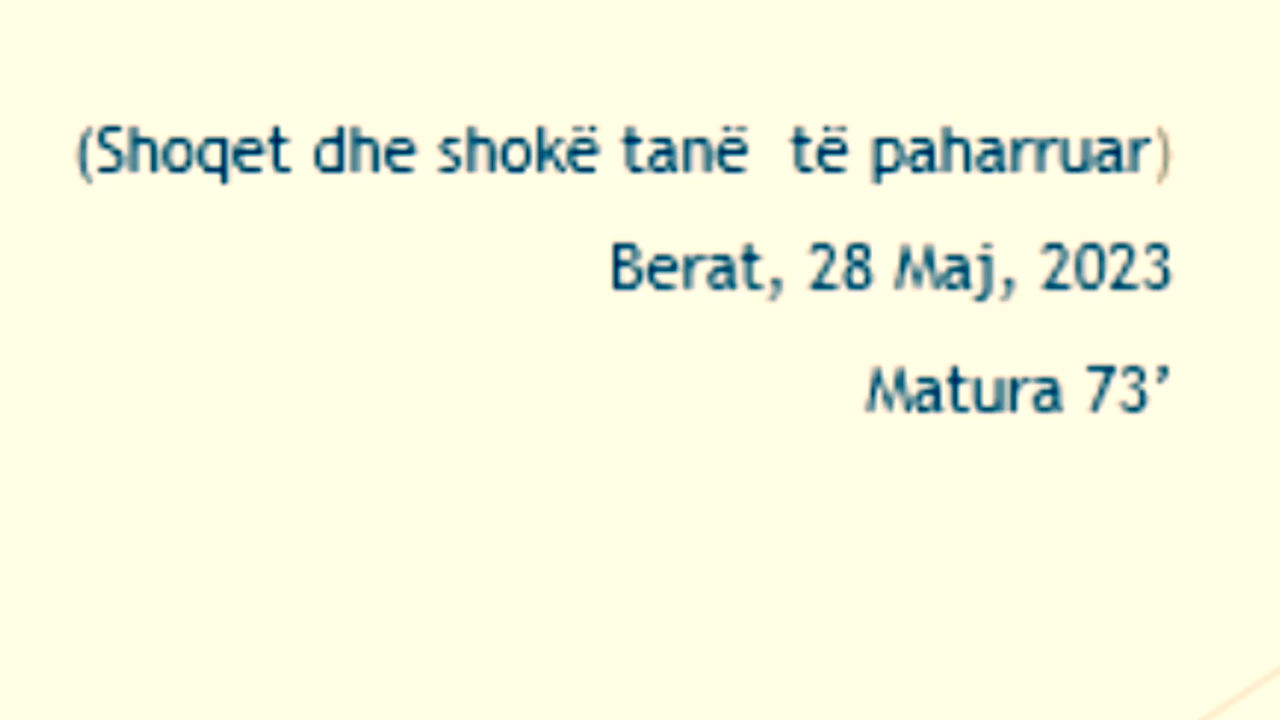 (Shoqet dhe shokë tanë  të paharruar)
Berat, 28 Maj, 2023
Matura 73’